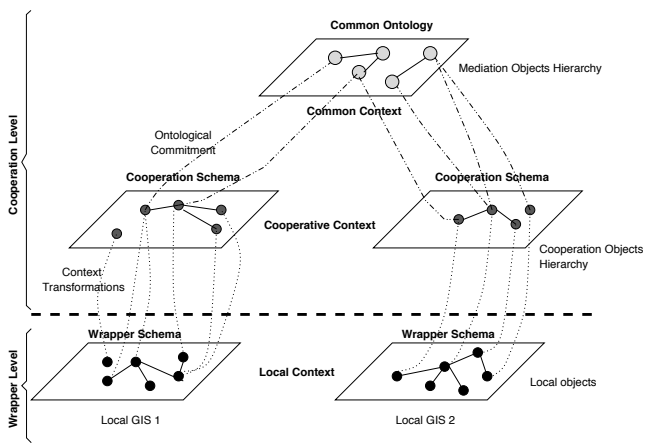 Common Ontology
Mediation Objects Hierarchy
Common Context
Ontological
Commitment
Cooperation Level
Cooperation Schema
Cooperation Schema
Cooperative Context
Cooperation Objects
Hierarchy
Context
Transformations
Wrapper Level
Wrapper Schema
Wrapper Schema
Local Context
Local objects
Local GIS 1
Local GIS 2